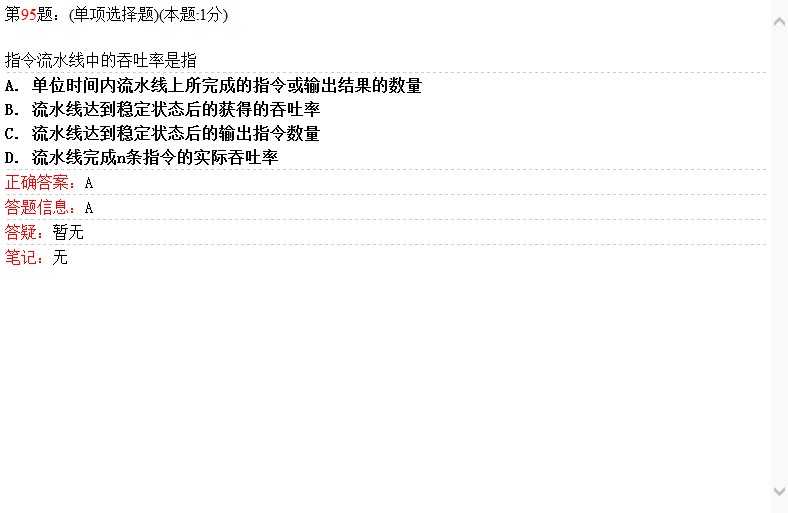 第95题：(单项选择题)(本题:1分)
指令流水线中的吞吐率是指
A. 单位时间内流水线上所完成的指令或输出结果的数量
B. 流水线达到稳定状态后的获得的吞吐率
C. 流水线达到稳定状态后的输出指令数量
D. 流水线完成n条指令的实际吞吐率
正确答案：A
答题信息：A
答疑：暂无
笔记：无